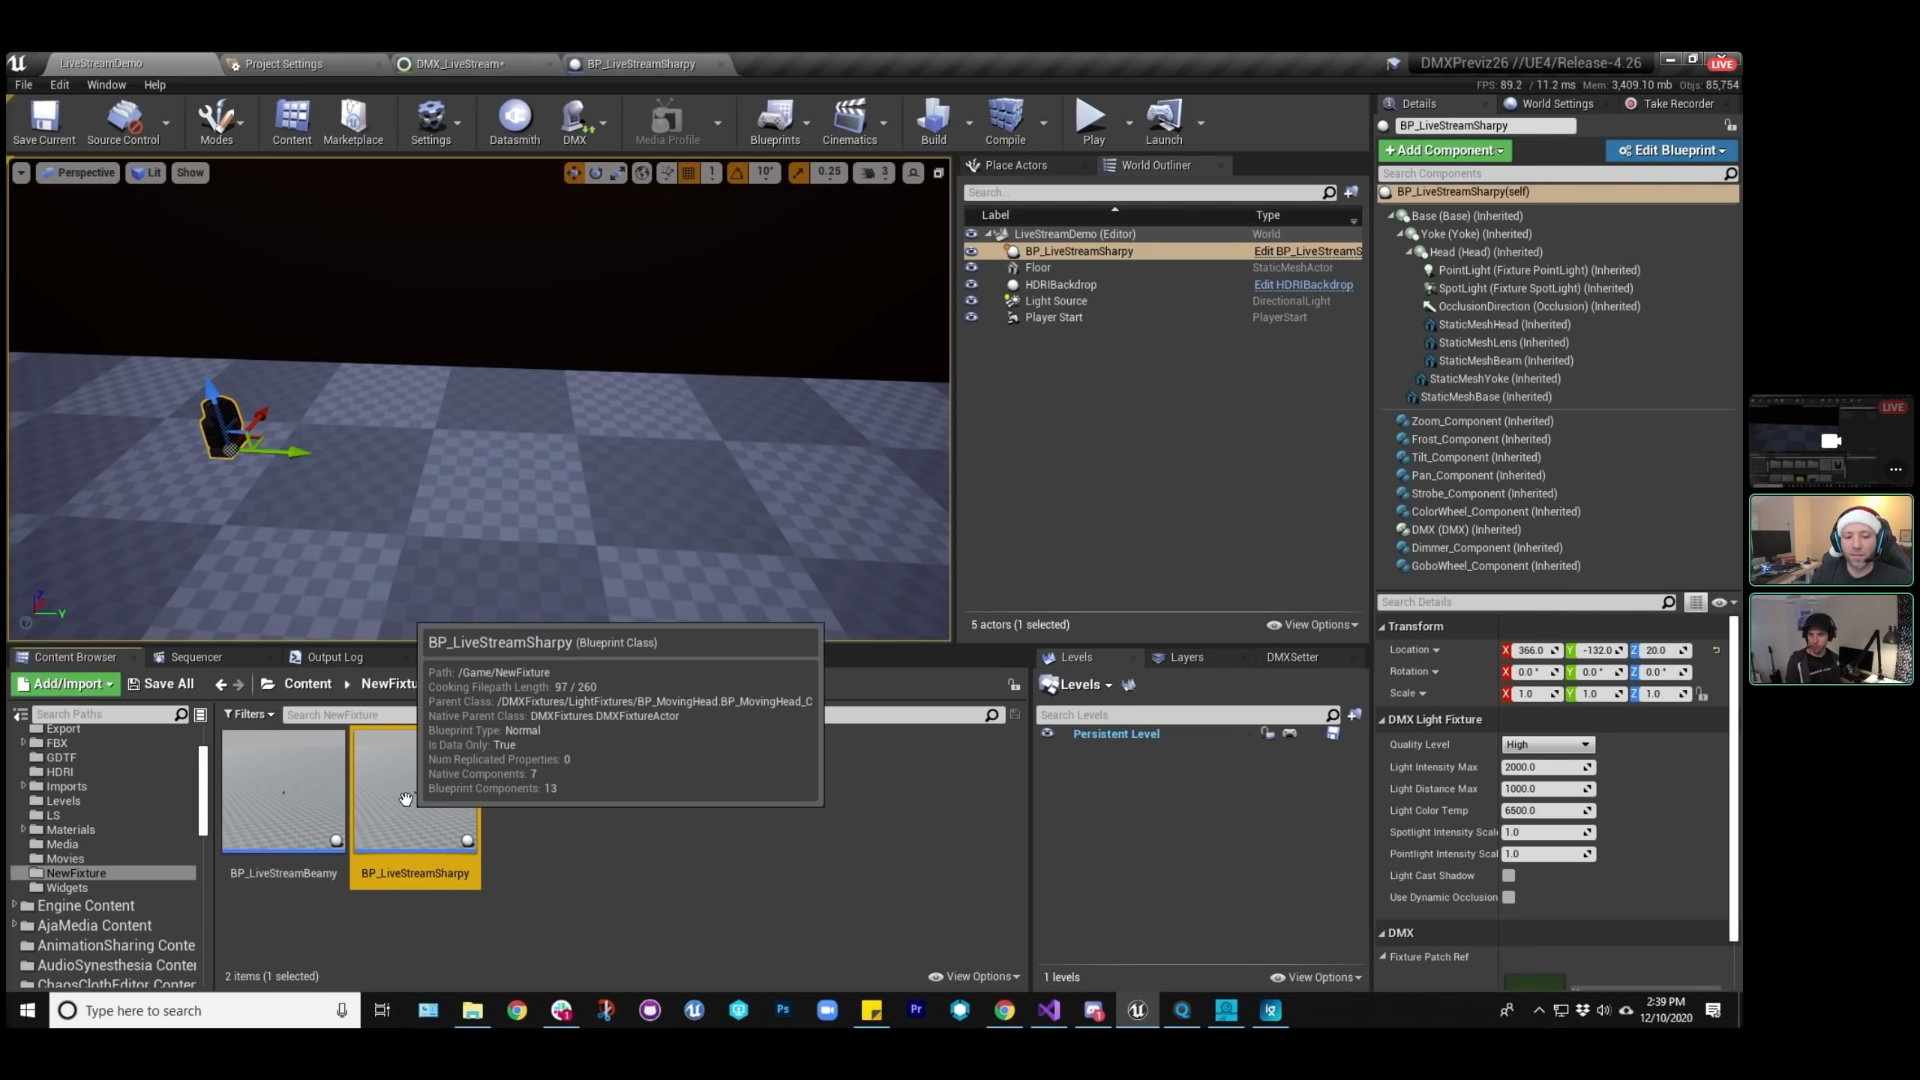 LiveStreamDemo
Project Settings
DMX_LiveStream*
BP_LiveStreamSharpy
DMXPreviz26 //UE4/Release-4.26
LIVE
File Edit Window Help
FPS: 89.2 / 11.2 ms Mem: 3,409.10 mb Objs: 85,754
Save Current
Source Control
Modes
Content
Marketplace
Settings
Datasmith
DMX
Media Profile
Blueprints
Cinematics
Build
Compile
Play
Launch
Perspective
Lit
Show
1
10°
0.25
3
Z
Y
Place Actors
World Outliner
Search...
Label Type
LiveStreamDemo (Editor) World
BP_LiveStreamSharpy Edit BP_LiveStreamS
Floor StaticMeshActor
HDRIBackdrop Edit HDRIBackdrop
Light Source DirectionalLight
Player Start PlayerStart
5 actors (1 selected)
View Options
Details
World Settings
Take Recorder
BP_LiveStreamSharpy
+Add Component
Edit Blueprint
Search Components
BP_LiveStreamSharpy(self)
Base (Base) (Inherited)
Yoke (Yoke) (Inherited)
Head (Head) (Inherited)
PointLight (Fixture PointLight) (Inherited)
SpotLight (Fixture SpotLight) (Inherited)
OcclusionDirection (Occlusion) (Inherited)
StaticMeshHead (Inherited)
StaticMeshLens (Inherited)
StaticMeshBeam (Inherited)
StaticMeshYoke (Inherited)
StaticMeshBase (Inherited)
Zoom_Component (Inherited)
Frost_Component (Inherited)
Tilt_Component (Inherited)
Pan_Component (Inherited)
Strobe_Component (Inherited)
ColorWheel_Component (Inherited)
DMX (DMX) (Inherited)
Dimmer_Component (Inherited)
GoboWheel_Component (Inherited)
Search Details
Transform
Location X 366.0 Y -132.0 Z 20.0
Rotation X 0.0° Y 0.0° Z 0.0°
Scale X 1.0 Y 1.0 Z 1.0
DMX Light Fixture
Quality Level High
Light Intensity Max 2000.0
Light Distance Max 1000.0
Light Color Temp 6500.0
Spotlight Intensity Scal 1.0
Pointlight Intensity Scal 1.0
Light Cast Shadow
Use Dynamic Occlusion
DMX
Fixture Patch Ref
Content Browser
Sequencer
Output Log
Add/Import
Save All
Content
NewFixtu
Search Paths
Filters
Search NewFixture
Export
FBX
GDTF
HDRI
Imports
Levels
LS
Materials
Media
Movies
NewFixture
Widgets
Engine Content
AjaMedia Content
AnimationSharing Conte
AudioSynesthesia Conter
ChaosClothEditor Conter
BP_LiveStreamBeamy
BP_LiveStreamSharpy
2 items (1 selected)
View Options
BP_LiveStreamSharpy (Blueprint Class)
Path: /Game/NewFixture
Cooking Filepath Length: 97 / 260
Parent Class: /DMXFixtures/LightFixtures/BP_MovingHead.BP_MovingHead_C
Native Parent Class: DMXFixtures.DMXFixtureActor
Blueprint Type: Normal
Is Data Only: True
Num Replicated Properties: 0
Native Components: 7
Blueprint Components: 13
Levels
Layers
DMXSetter
Levels
Search Levels
Persistent Level
1 levels
View Options
LIVE
Type here to search
Ps
Pr
2:39 PM
12/10/2020